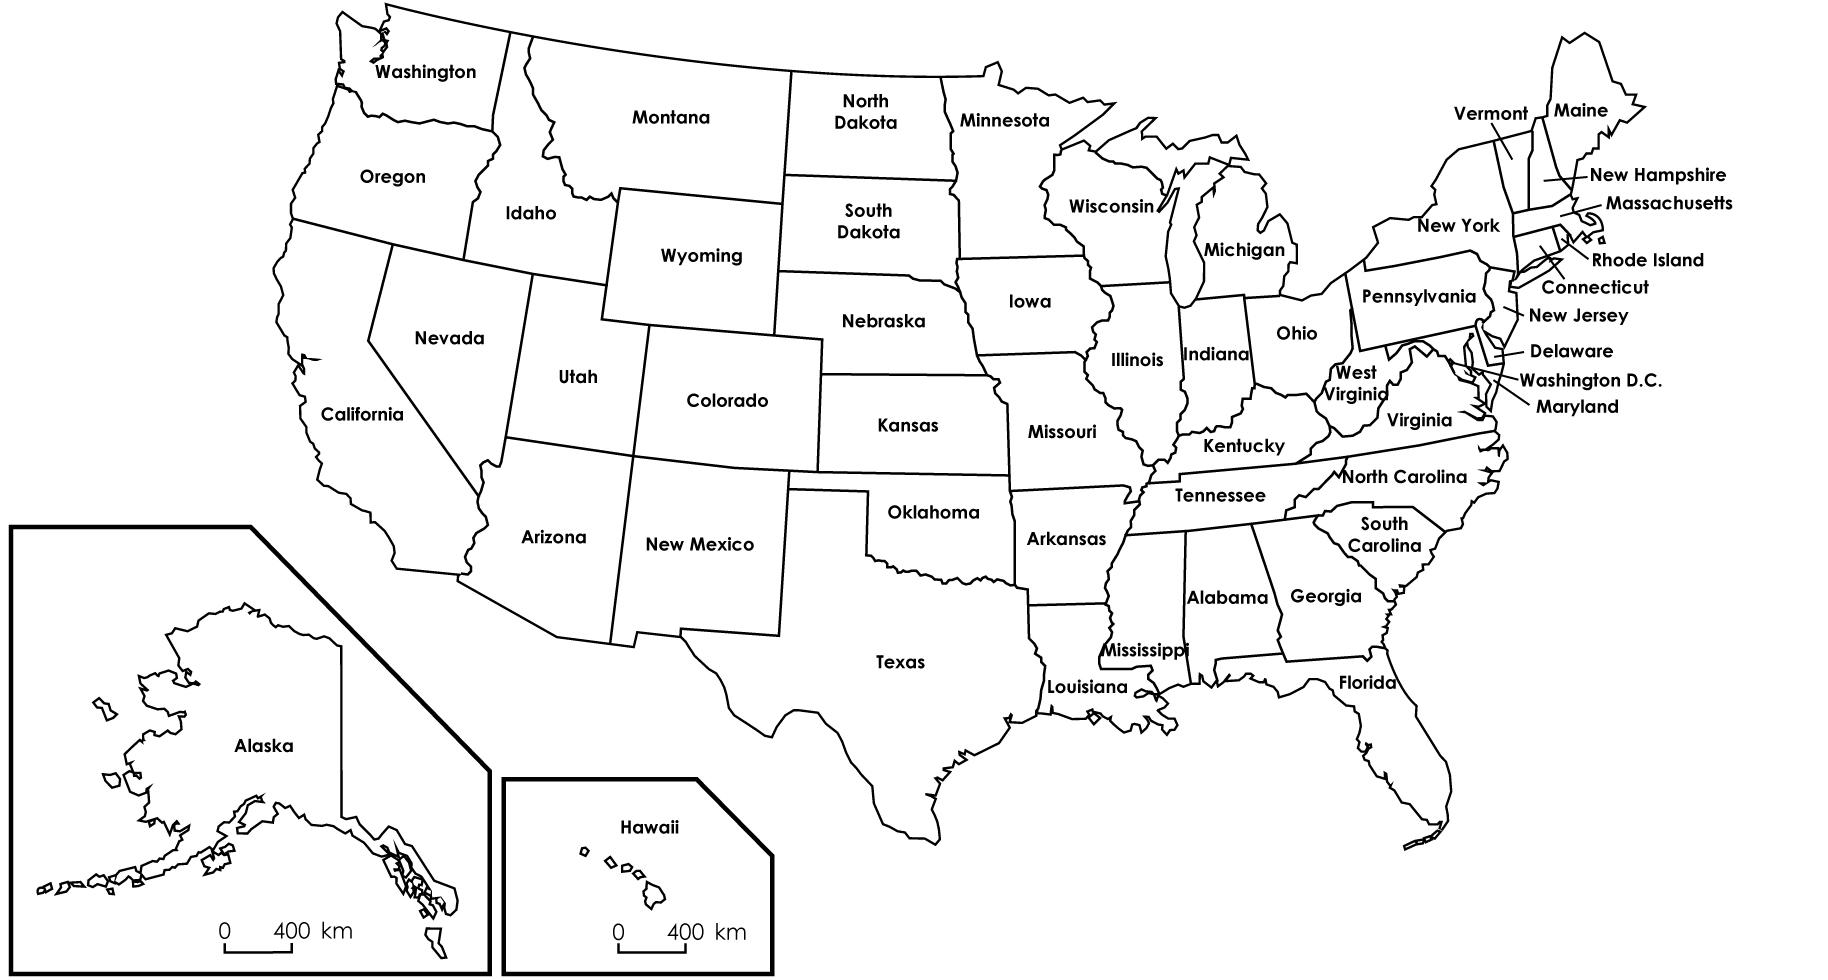 Washington
Montana
North
Dakota
Minnesota
Vermont
Maine
Oregon
Idaho
Wyoming
South
Dakota
Wisconsin
Michigan
New York
New Hampshire
Massachusetts
Rhode Island
Connecticut
New Jersey
Pennsylvania
Iowa
Nebraska
Nevada
Utah
Colorado
California
Kansas
Missouri
Illinois
Indiana
Ohio
West
Virginia
Virginia
Delaware
Washington D.C.
Maryland
Kentucky
Tennessee
North Carolina
South
Carolina
Arizona
New Mexico
Oklahoma
Arkansas
Texas
Louisiana
Mississippi
Alabama
Georgia
Florida
Alaska
0 400 km
Hawaii
0 400 km